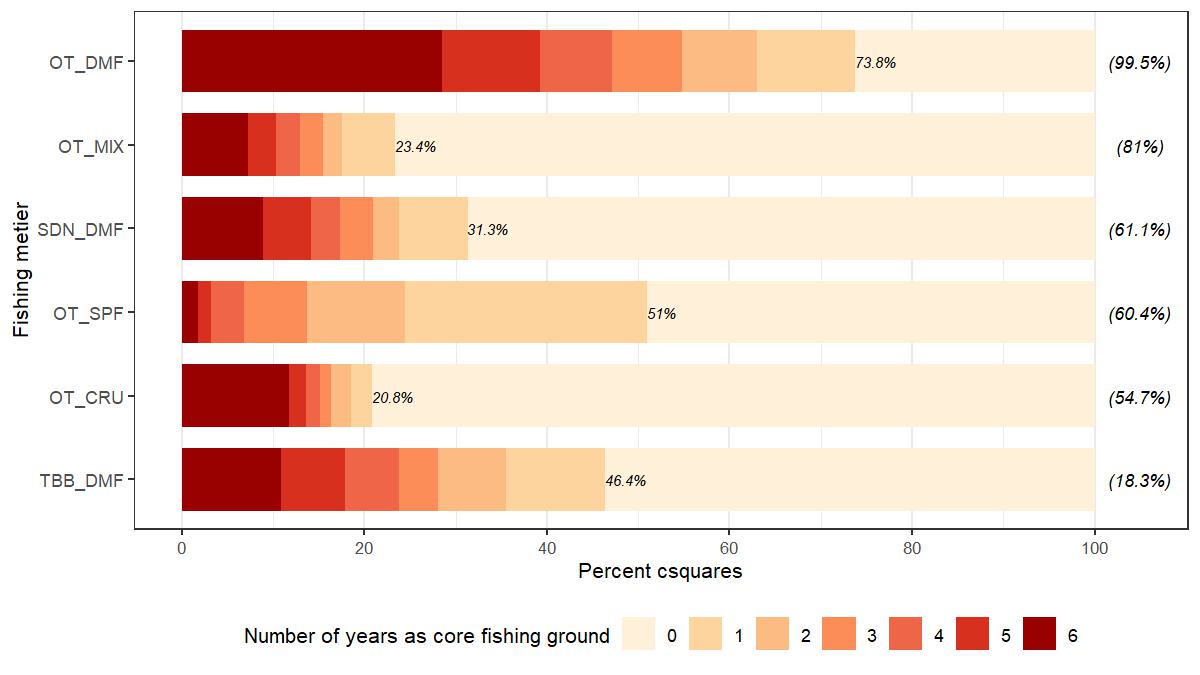 Fishing metier
OT_DMF
73.8%
(99.5%)
OT_MIX
23.4%
(81%)
SDN_DMF
31.3%
(61.1%)
OT_SPF
51%
(60.4%)
OT_CRU
20.8%
(54.7%)
TBB_DMF
46.4%
(18.3%)
0 20 40 60 80 100
Percent csquares
Number of years as core fishing ground 0 1 2 3 4 5 6